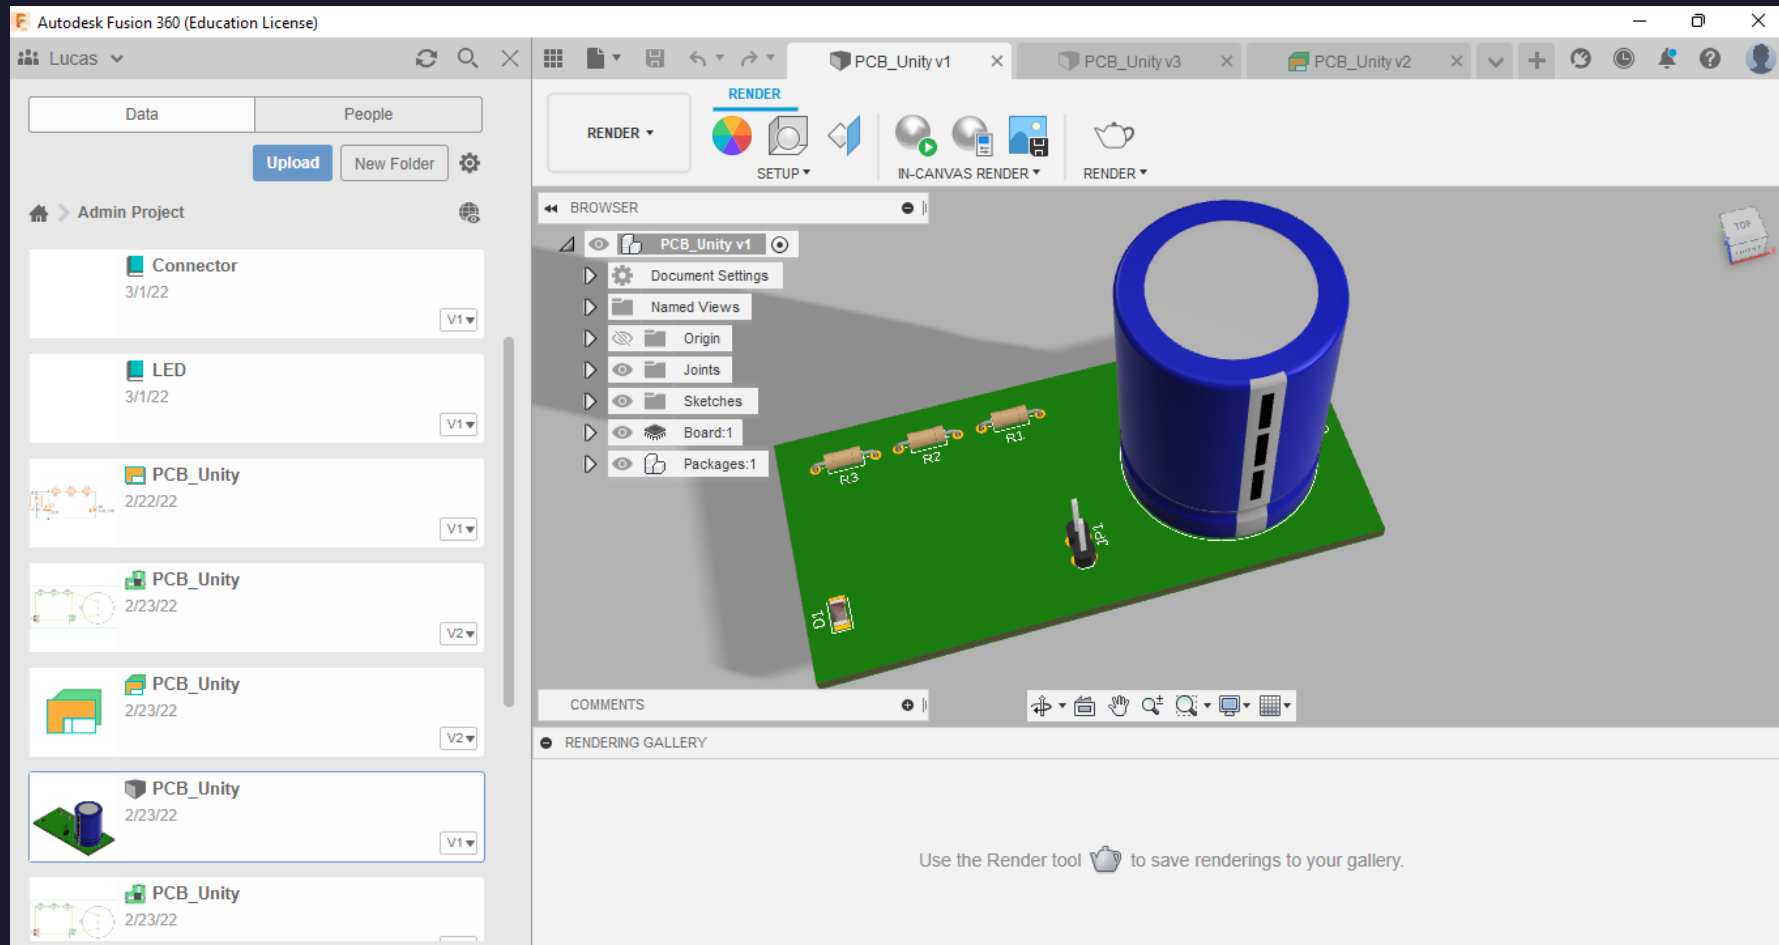 Autodesk Fusion 360 (Education License)
Lucas
PCB_Unity v1
PCB_Unity v3
PCB_Unity v2
Data
People
Upload
New Folder
Admin Project
Connector
3/1/22
V1
LED
3/1/22
V1
PCB_Unity
2/22/22
V1
PCB_Unity
2/23/22
V2
PCB_Unity
2/23/22
V2
PCB_Unity
2/23/22
V1
PCB_Unity
2/23/22
RENDER
RENDER
SETUP
IN-CANVAS RENDER
RENDER
BROWSER
PCB_Unity v1
Document Settings
Named Views
Origin
Joints
Sketches
Board:1
Packages:1
TOP
R1
R2
R3
JP1
D1
COMMENTS
RENDERING GALLERY
Use the Render tool to save renderings to your gallery.